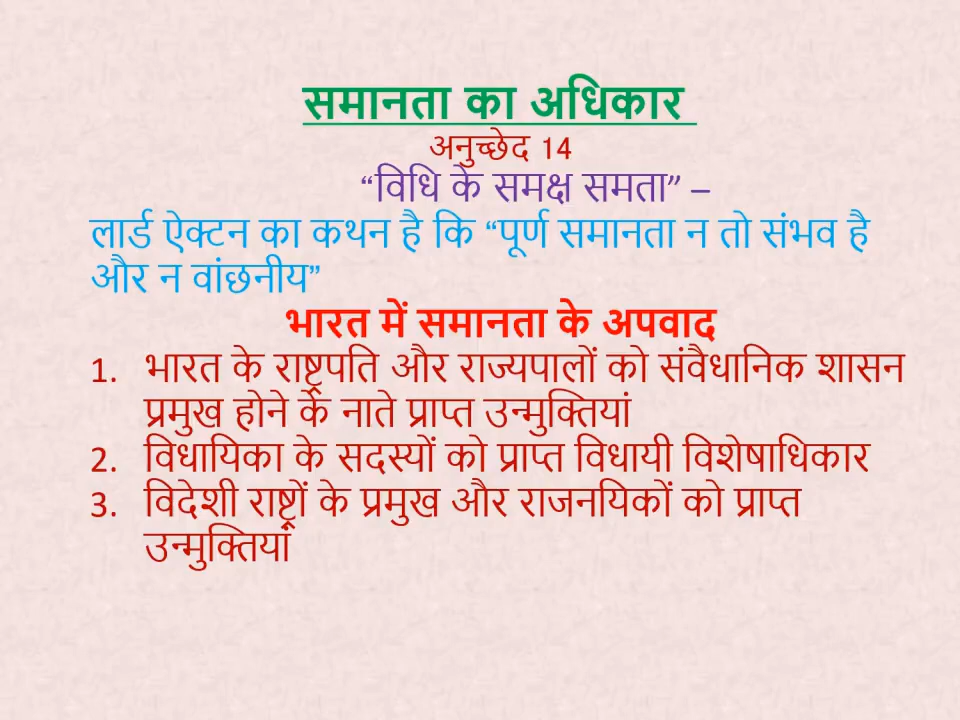 समानता का अधिकार
अनुच्छेद 14
“विधि के समक्ष समता” –
लार्ड ऐक्टन का कथन है कि “पूर्ण समानता न तो संभव है
और न वांछनीय”
भारत में समानता के अपवाद
1. भारत के राष्ट्रपति और राज्यपालों को संवैधानिक शासन
प्रमुख होने के नाते प्राप्त उन्मुक्तियां
2. विधायिका के सदस्यों को प्राप्त विधायी विशेषाधिकार
3. विदेशी राष्ट्रों के प्रमुख और राजनयिकों को प्राप्त
उन्मुक्तियां